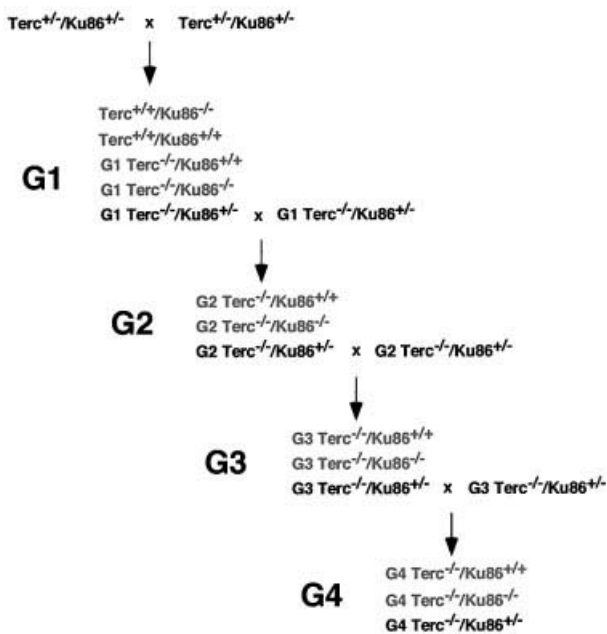 Terc+/-/Ku86+/- x Terc+/-/Ku86+/-
Terc+/+/Ku86-/-
Terc+/+/Ku86+/+
G1 Terc-/-/Ku86+/+
G1
G1 Terc-/-/Ku86-/-
G1 Terc-/-/Ku86+/- x G1 Terc-/-/Ku86+/-
G2 Terc-/-/Ku86+/+
G2
G2 Terc-/-/Ku86-/-
G2 Terc-/-/Ku86+/- x G2 Terc-/-/Ku86+/-
G3 Terc-/-/Ku86+/+
G3
G3 Terc-/-/Ku86-/-
G3 Terc-/-/Ku86+/- x G3 Terc-/-/Ku86+/-
G4 Terc-/-/Ku86+/+
G4
G4 Terc-/-/Ku86-/-
G4 Terc-/-/Ku86+/-